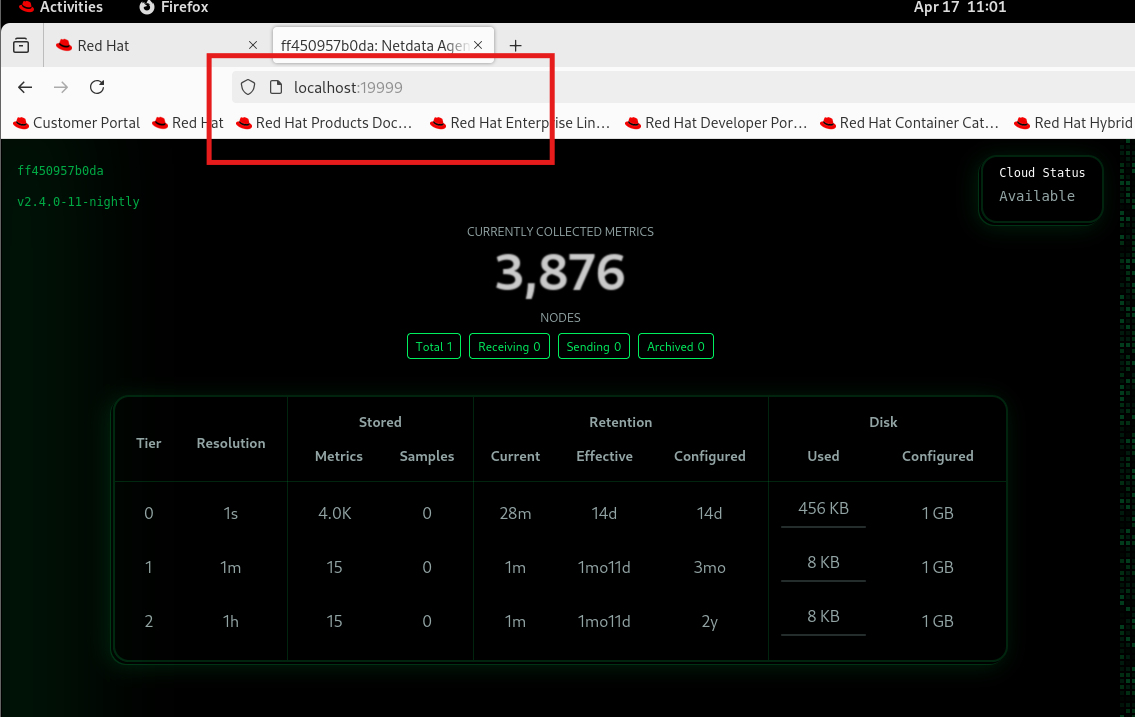 Activities Firefox Apr 17 11:01
Red Hat ff450957b0da: Netdata Agen
localhost:19999
Customer Portal Red Hat Red Hat Products Doc… Red Hat Enterprise Lin… Red Hat Developer Por… Red Hat Container Cat… Red Hat Hybrid
ff450957b0da
v2.4.0-11-nightly
Cloud Status
Available
CURRENTLY COLLECTED METRICS
3,876
NODES
Total 1 Receiving 0 Sending 0 Archived 0
Tier Resolution Stored Retention Disk
Metrics Samples Current Effective Configured Used Configured
0 1s 4.0K 0 28m 14d 14d 456 KB 1 GB
1 1m 15 0 1m 1mo11d 3mo 8 KB 1 GB
2 1h 15 0 1m 1mo11d 2y 8 KB 1 GB